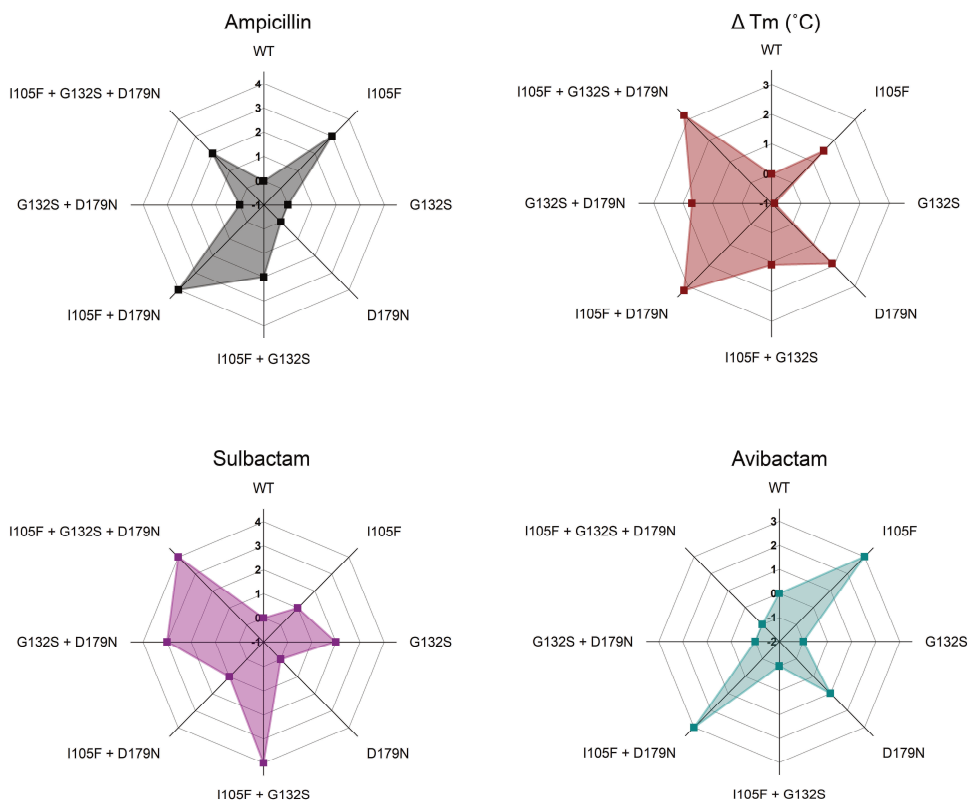 Ampicillin
WT
I105F + G132S + D179N
I105F
4
3
2
1
0
-1
G132S + D179N
G132S
I105F + D179N
D179N
I105F + G132S
Δ Tm (˚C)
WT
I105F + G132S + D179N
I105F
3
2
1
0
-1
G132S + D179N
G132S
I105F + D179N
D179N
I105F + G132S
Sulbactam
WT
I105F + G132S + D179N
I105F
4
3
2
1
0
-1
G132S + D179N
G132S
I105F + D179N
D179N
I105F + G132S
Avibactam
WT
I105F + G132S + D179N
I105F
3
2
1
0
-1
-2
G132S + D179N
G132S
I105F + D179N
D179N
I105F + G132S